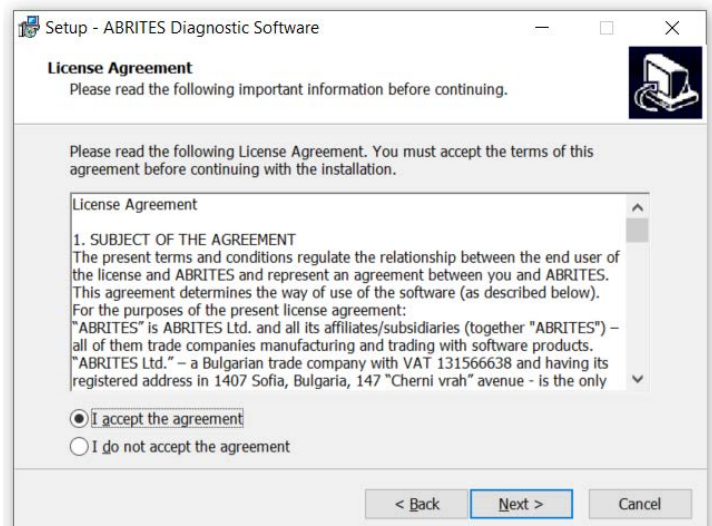 Setup - ABRITES Diagnostic Software
License Agreement
Please read the following important information before continuing.
Please read the following License Agreement. You must accept the terms of this
agreement before continuing with the installation.
License Agreement
1. SUBJECT OF THE AGREEMENT
The present terms and conditions regulate the relationship between the end user of
the license and ABRITES and represent an agreement between you and ABRITES.
This agreement determines the way of use of the software (as described below).
For the purposes of the present license agreement:
“ABRITES” is ABRITES Ltd. and all its affiliates/subsidiaries (together "ABRITES") –
all of them trade companies manufacturing and trading with software products.
“ABRITES Ltd.” – a Bulgarian trade company with VAT 131566638 and having its
registered address in 1407 Sofia, Bulgaria, 147 “Cherni vrah” avenue - is the only
I accept the agreement
I do not accept the agreement
< Back Next > Cancel